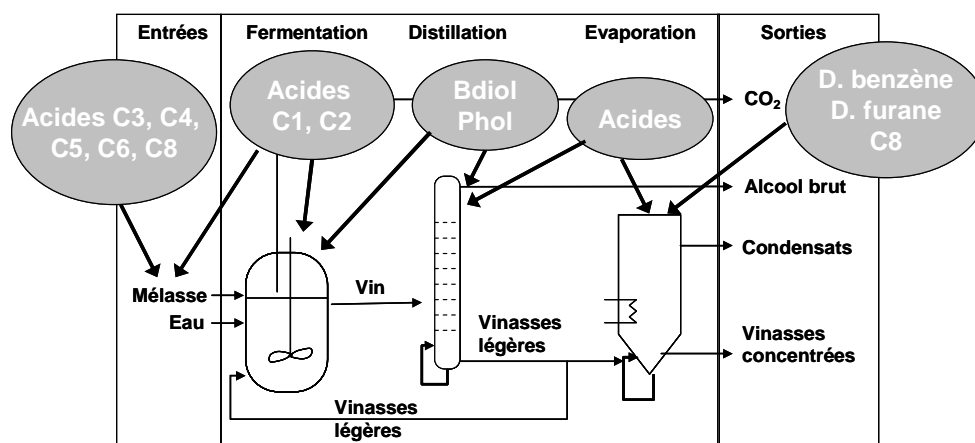 Entrées
Fermentation
Distillation
Evaporation
Sorties
Acides C3, C4,
C5, C6, C8
Acides
C1, C2
Bdiol
Phol
Acides
D. benzène
D. furane
C8
CO2
Alcool brut
Condensats
Mélasse
Eau
Vin
Vinasses
légères
Vinasses
concentrées
Vinasses
légères